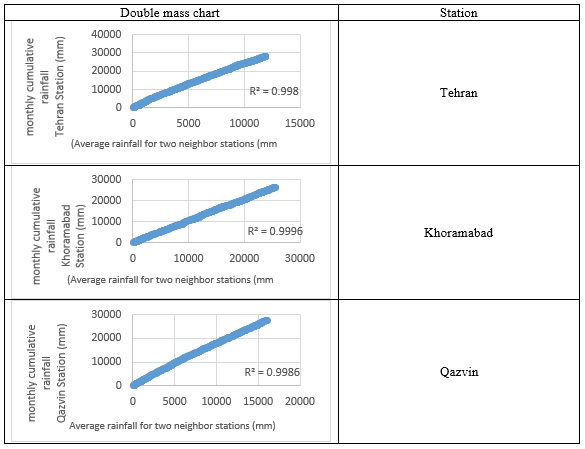 Double mass chart
Station
monthly cumulative
rainfall
Tehran Station (mm)
40000
30000
20000
10000
0
R² = 0.998
0
5000
10000
15000
(Average rainfall for two neighbor stations (mm
Tehran
monthly cumulative
rainfall
Khoramabad
Station (mm)
30000
20000
10000
0
R² = 0.9996
0
10000
20000
30000
(Average rainfall for two neighbor stations (mm
Khoramabad
monthly cumulative
rainfall
Qazvin Station (mm)
30000
20000
10000
0
R² = 0.9986
0
5000
10000
15000
20000
Average rainfall for two neighbor stations (mm)
Qazvin